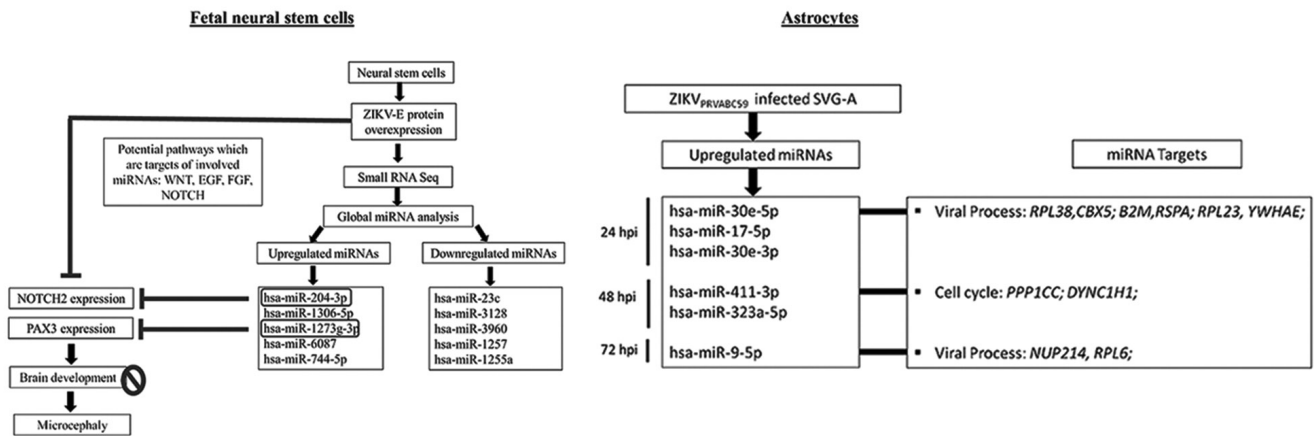 Fetal neural stem cells
Neural stem cells
ZIKV-E protein
overexpression
Potential pathways which
are targets of involved
miRNAs: WNT, EGF, FGF,
NOTCH
Small RNA Seq
Global miRNA analysis
Upregulated miRNAs
Downregulated miRNAs
NOTCH2 expression
PAX3 expression
Brain development
Microcephaly
hsa-miR-204-3p
hsa-miR-1306-5p
hsa-miR-1273g-3p
hsa-miR-6087
hsa-miR-744-5p
hsa-miR-23c
hsa-miR-3128
hsa-miR-3960
hsa-miR-1257
hsa-miR-1255a
Astrocytes
ZIKVPRVABC59 infected SVG-A
Upregulated miRNAs
miRNA Targets
24 hpi
hsa-miR-30e-5p
hsa-miR-17-5p
hsa-miR-30e-3p
▪ Viral Process: RPL38,CBX5; B2M,RSPA; RPL23, YWHAE;
48 hpi
hsa-miR-411-3p
hsa-miR-323a-5p
▪ Cell cycle: PPP1CC; DYNC1H1;
72 hpi
hsa-miR-9-5p
▪ Viral Process: NUP214, RPL6;